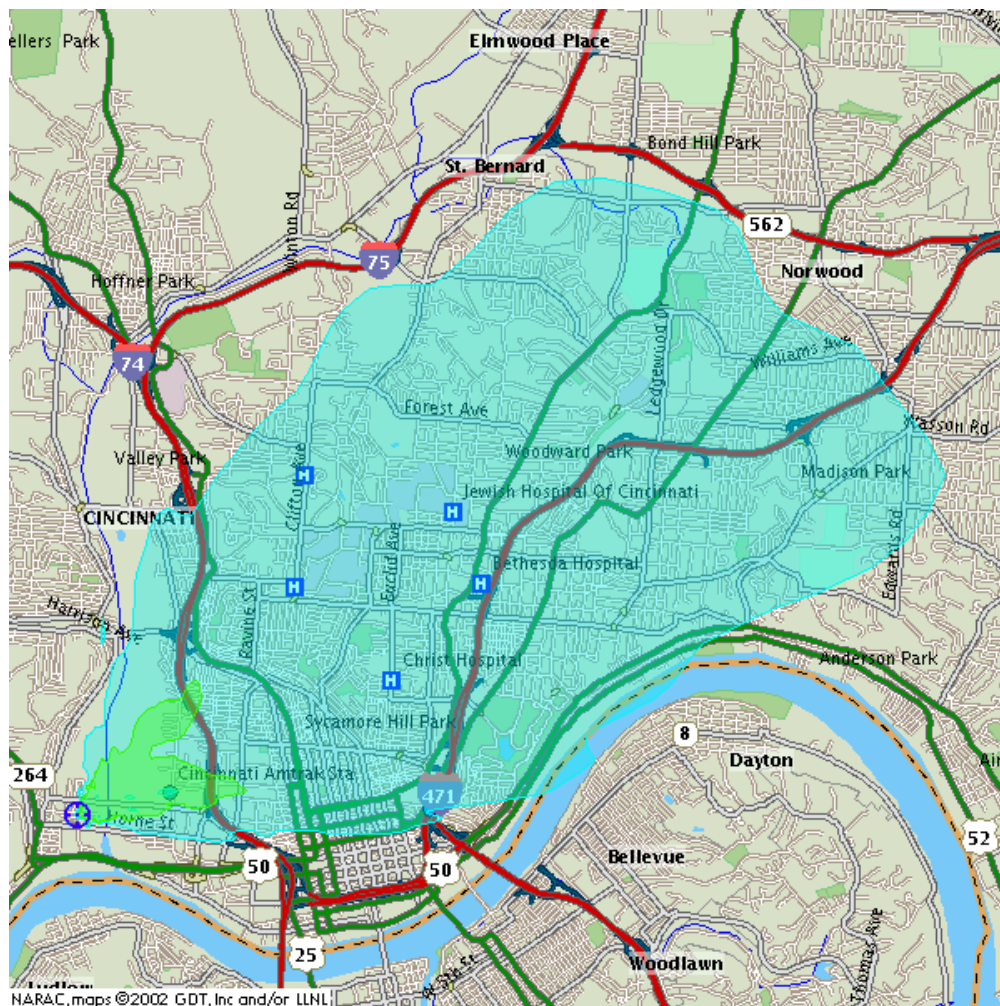 ellers Park
Elmwood Place
Bond Hill Park
St. Bernard
Winton Rd
562
75
Norwood
Hoffner Park
74
Williams Ave
Ledgewood Dr
Forest Ave
Wasson Rd
Woodward Park
Valley Park
Clifton Ave
Madison Park
H
Jewish Hospital Of Cincinnati
H
CINCINNATI
Edwards Rd
Euclid Ave
Bethesda Hospital
H
H
Harrison Ave
Ravine St
Christ Hospital
Anderson Park
H
Sycamore Hill Park
8
Dayton
264
Cincinnati Amtrak Sta.
471
Horne St
52
50
50
Bellevue
25
Thomas Ave
Woodlawn
Ludlow
NARAC, maps ©2002 GDT, Inc and/or LLNL